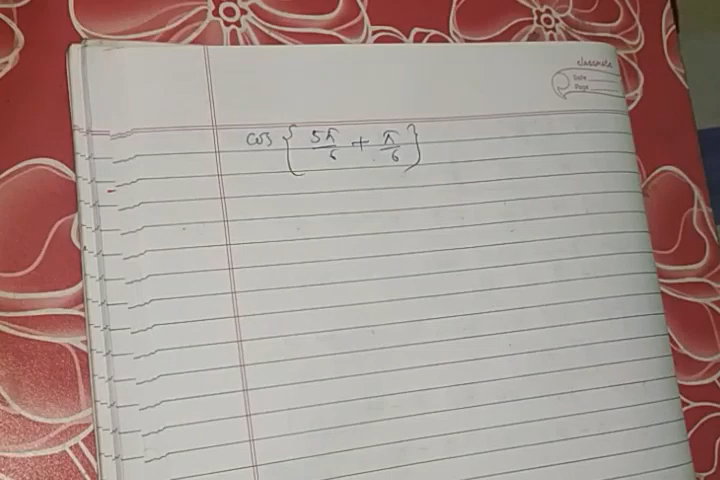 classmate
Date
Page
cos { 5π/6 + π/6 }